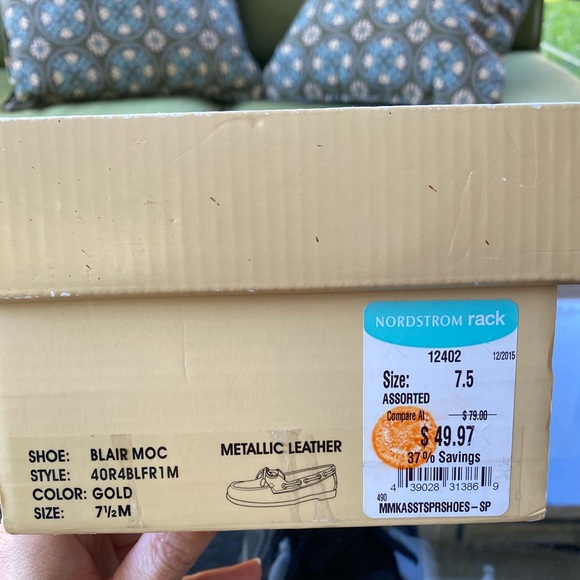 NORDSTROM rack
12402 12/2015
Size: 7.5
ASSORTED
Compare At: $ 79.00
$ 49.97
37% Savings
4 39028 31386 9
490
MMKASSTSPRSHOES-SP
METALLIC LEATHER
SHOE: BLAIR MOC
STYLE: 40R4BLFR1M
COLOR: GOLD
SIZE: 7½M